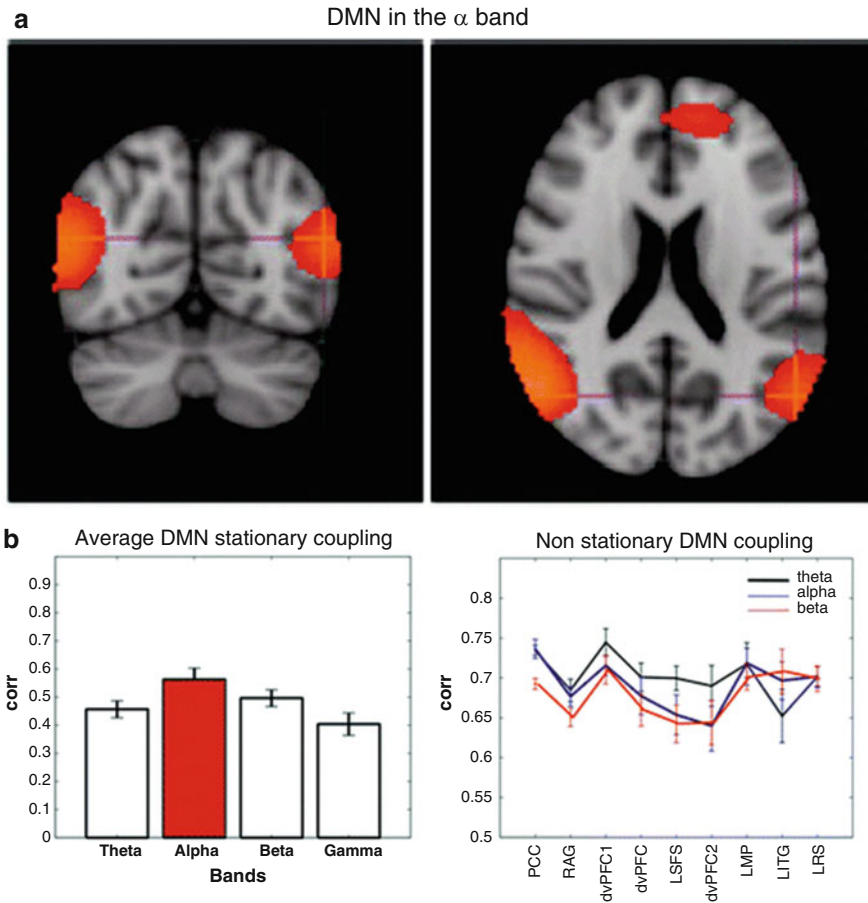 a
DMN in the α band
b
Average DMN stationary coupling
corr
0.9
0.8
0.7
0.6
0.5
0.4
0.3
0.2
0.1
0
Theta Alpha Beta Gamma
Bands
Non stationary DMN coupling
theta
alpha
beta
corr
0.8
0.75
0.7
0.65
0.6
0.55
0.5
PCC
RAG
dvPFC1
dvPFC
LSFS
dvPFC2
LMP
LITG
LRS